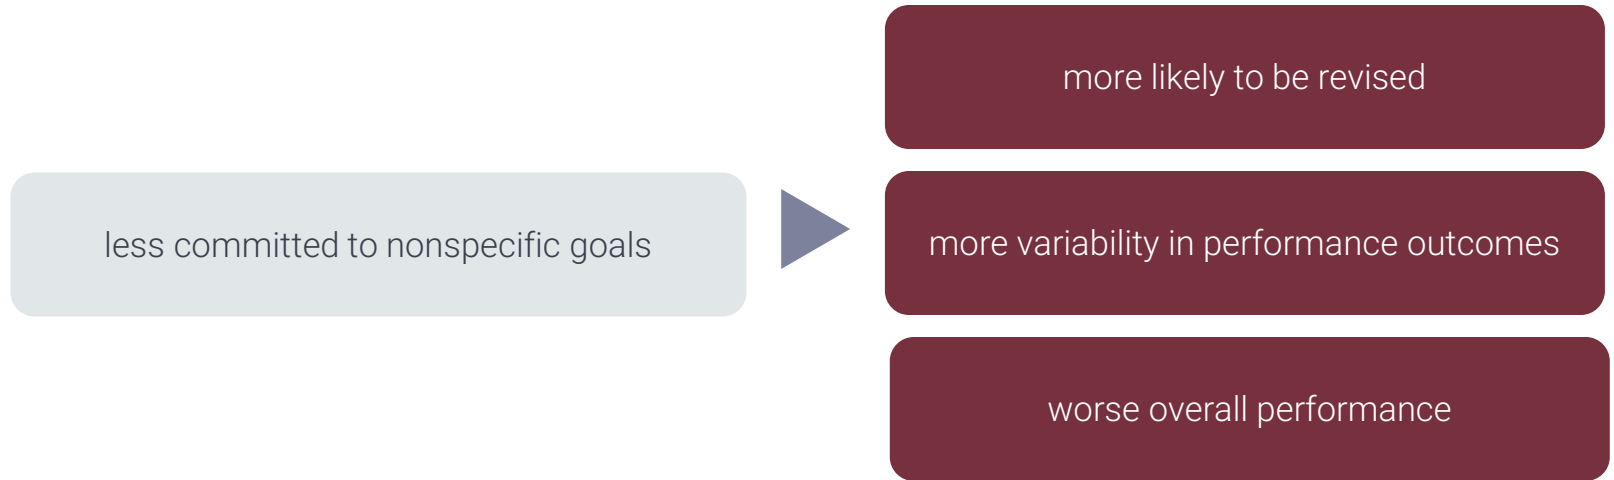 less committed to nonspecific goals
more likely to be revised
more variability in performance outcomes
worse overall performance